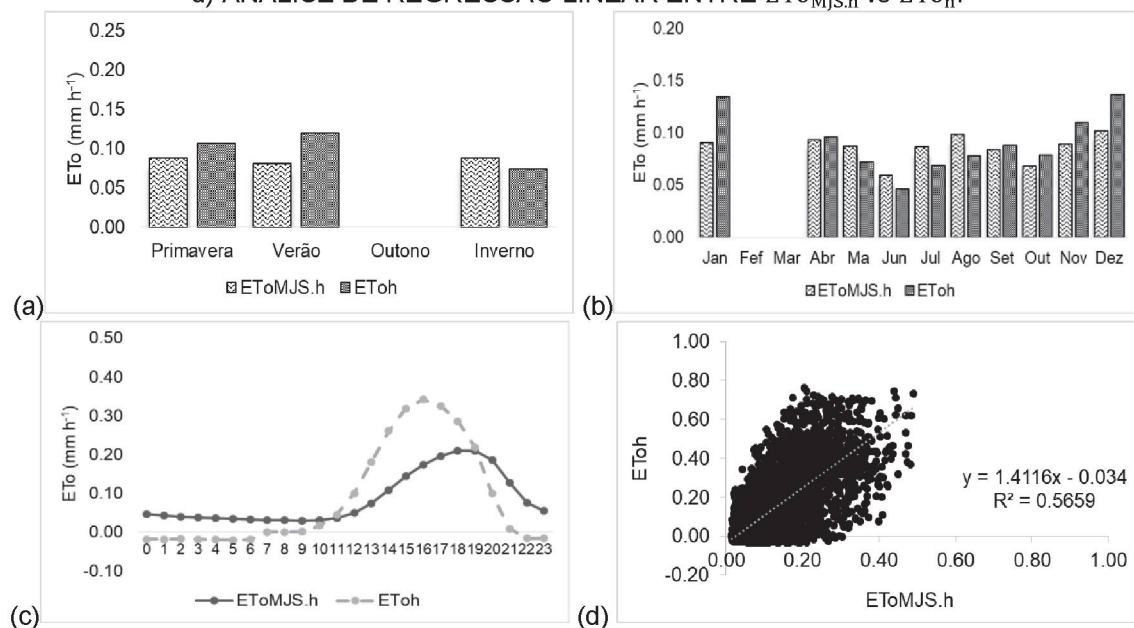 d) ANÁLISE DE REGRESSÃO LINEAR ENTRE ETo_MJS.h vs ETo_h.
0.25
0.20
0.15
0.10
0.05
0.00
ETo (mm h⁻¹)
Primavera Verão Outono Inverno
EToMJS.h EToh
(a)
0.20
0.15
0.10
0.05
0.00
ETo (mm h⁻¹)
Jan Fef Mar Abr Ma Jun Jul Ago Set Out Nov Dez
EToMJS.h EToh
(b)
0.50
0.40
0.30
0.20
0.10
0.00
-0.10
ETo (mm h⁻¹)
0 1 2 3 4 5 6 7 8 9 10 11 12 13 14 15 16 17 18 19 20 21 22 23
EToMJS.h EToh
(c)
1.00
0.80
0.60
0.40
0.20
0.00
-0.20
EToh
y = 1.4116x - 0.034
R² = 0.5659
0.00 0.20 0.40 0.60 0.80 1.00
EToMJS.h
(d)